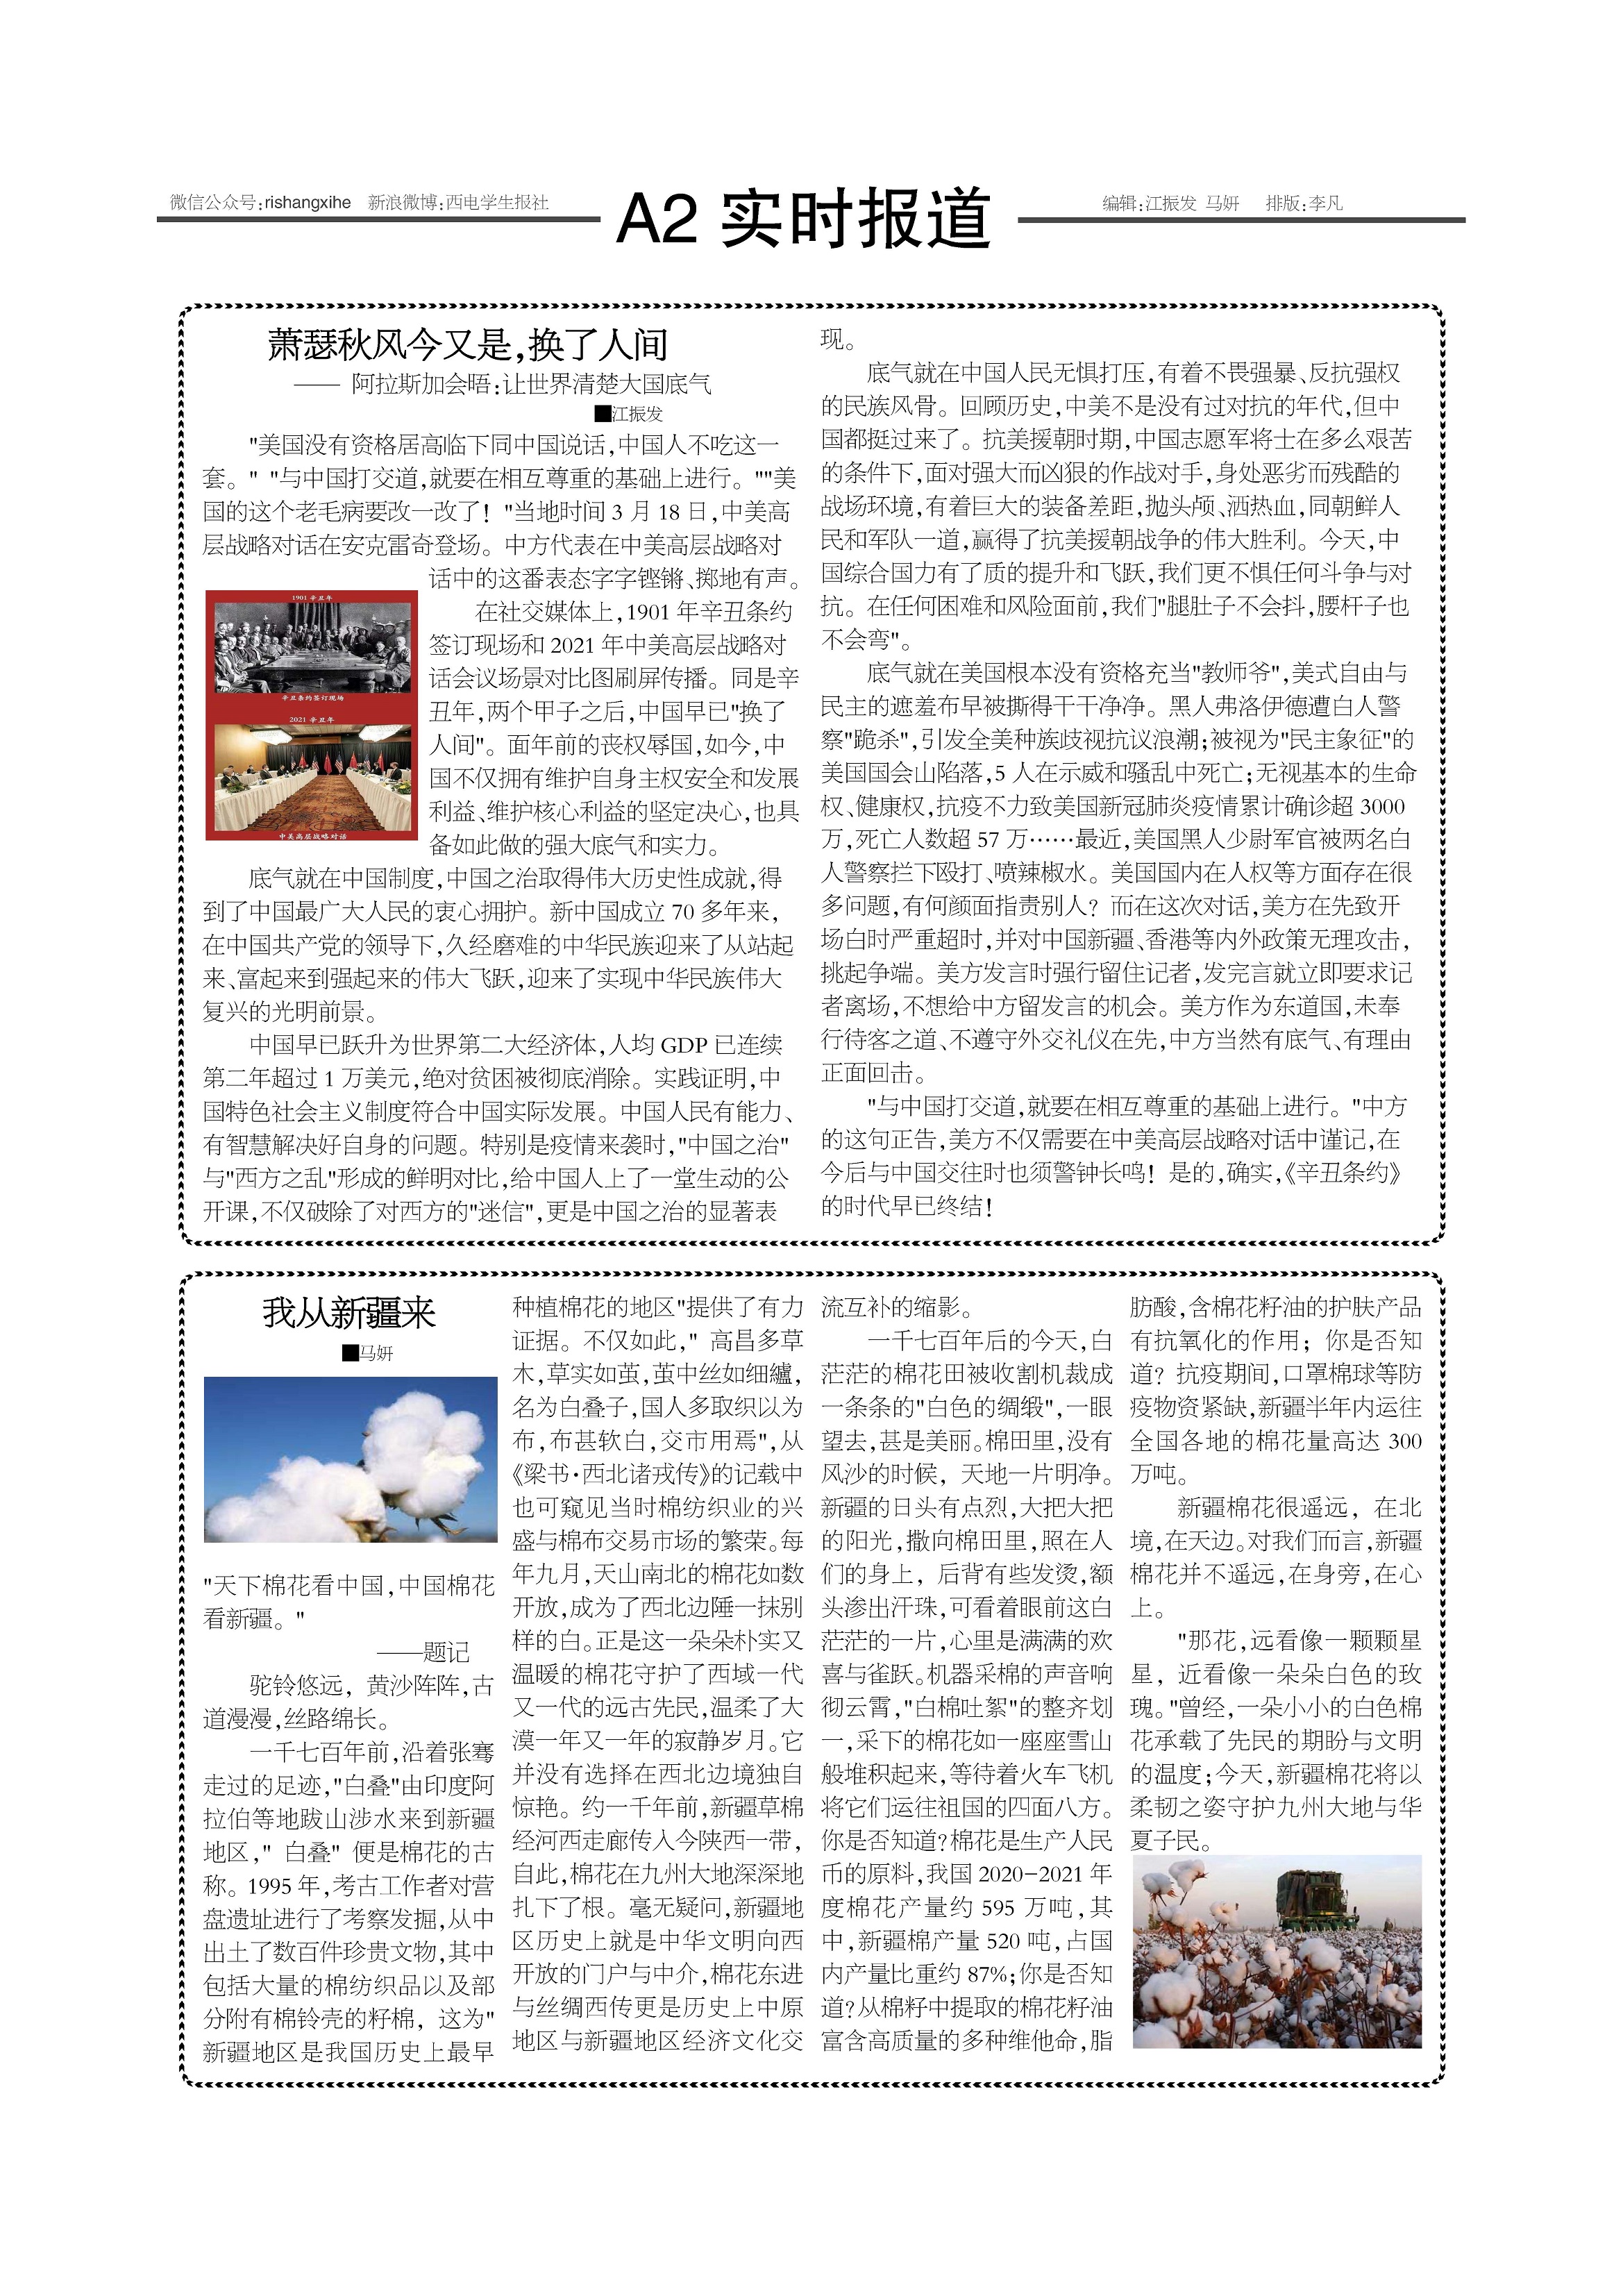 微信公众号:rishangxihe 新浪微博:西电学生报社
A2 实时报道
编辑:江振发 马妍 排版:李凡
萧瑟秋风今又是,换了人间
—— 阿拉斯加会晤:让世界清楚大国底气
■江振发
"美国没有资格居高临下同中国说话,中国人不吃这一
套。" "与中国打交道,就要在相互尊重的基础上进行。""美
国的这个老毛病要改一改了! "当地时间 3 月 18 日,中美高
层战略对话在安克雷奇登场。中方代表在中美高层战略对
话中的这番表态字字铿锵、掷地有声。
1901 辛丑年
辛丑条约签订现场
2021 辛丑年
中美高层战略对话
在社交媒体上,1901 年辛丑条约
签订现场和 2021 年中美高层战略对
话会议场景对比图刷屏传播。同是辛
丑年,两个甲子之后,中国早已"换了
人间"。面年前的丧权辱国,如今,中
国不仅拥有维护自身主权安全和发展
利益、维护核心利益的坚定决心,也具
备如此做的强大底气和实力。
底气就在中国制度,中国之治取得伟大历史性成就,得
到了中国最广大人民的衷心拥护。新中国成立 70 多年来,
在中国共产党的领导下,久经磨难的中华民族迎来了从站起
来、富起来到强起来的伟大飞跃,迎来了实现中华民族伟大
复兴的光明前景。
中国早已跃升为世界第二大经济体,人均 GDP 已连续
第二年超过 1 万美元,绝对贫困被彻底消除。实践证明,中
国特色社会主义制度符合中国实际发展。中国人民有能力、
有智慧解决好自身的问题。特别是疫情来袭时,"中国之治"
与"西方之乱"形成的鲜明对比,给中国人上了一堂生动的公
开课,不仅破除了对西方的"迷信",更是中国之治的显著表
现。
底气就在中国人民无惧打压,有着不畏强暴、反抗强权
的民族风骨。回顾历史,中美不是没有过对抗的年代,但中
国都挺过来了。抗美援朝时期,中国志愿军将士在多么艰苦
的条件下,面对强大而凶狠的作战对手,身处恶劣而残酷的
战场环境,有着巨大的装备差距,抛头颅、洒热血,同朝鲜人
民和军队一道,赢得了抗美援朝战争的伟大胜利。今天,中
国综合国力有了质的提升和飞跃,我们更不惧任何斗争与对
抗。在任何困难和风险面前,我们"腿肚子不会抖,腰杆子也
不会弯"。
底气就在美国根本没有资格充当"教师爷",美式自由与
民主的遮羞布早被撕得干干净净。黑人弗洛伊德遭白人警
察"跪杀",引发全美种族歧视抗议浪潮;被视为"民主象征"的
美国国会山陷落,5 人在示威和骚乱中死亡;无视基本的生命
权、健康权,抗疫不力致美国新冠肺炎疫情累计确诊超 3000
万,死亡人数超 57 万……最近,美国黑人少尉军官被两名白
人警察拦下殴打、喷辣椒水。美国国内在人权等方面存在很
多问题,有何颜面指责别人? 而在这次对话,美方在先致开
场白时严重超时,并对中国新疆、香港等内外政策无理攻击,
挑起争端。美方发言时强行留住记者,发完言就立即要求记
者离场,不想给中方留发言的机会。美方作为东道国,未奉
行待客之道、不遵守外交礼仪在先,中方当然有底气、有理由
正面回击。
"与中国打交道,就要在相互尊重的基础上进行。"中方
的这句正告,美方不仅需要在中美高层战略对话中谨记,在
今后与中国交往时也须警钟长鸣! 是的,确实,《辛丑条约》
的时代早已终结!
我从新疆来
■马妍
"天下棉花看中国,中国棉花
看新疆。"
——题记
驼铃悠远, 黄沙阵阵,古
道漫漫,丝路绵长。
一千七百年前,沿着张骞
走过的足迹,"白叠"由印度阿
拉伯等地跋山涉水来到新疆
地区," 白叠" 便是棉花的古
称。1995 年,考古工作者对营
盘遗址进行了考察发掘,从中
出土了数百件珍贵文物,其中
包括大量的棉纺织品以及部
分附有棉铃壳的籽棉, 这为"
新疆地区是我国历史上最早
种植棉花的地区"提供了有力
证据。不仅如此," 高昌多草
木,草实如茧,茧中丝如细纑,
名为白叠子,国人多取织以为
布,布甚软白,交市用焉",从
《梁书·西北诸戎传》的记载中
也可窥见当时棉纺织业的兴
盛与棉布交易市场的繁荣。每
年九月,天山南北的棉花如数
开放,成为了西北边陲一抹别
样的白。正是这一朵朵朴实又
温暖的棉花守护了西域一代
又一代的远古先民,温柔了大
漠一年又一年的寂静岁月。它
并没有选择在西北边境独自
惊艳。约一千年前,新疆草棉
经河西走廊传入今陕西一带,
自此,棉花在九州大地深深地
扎下了根。毫无疑问,新疆地
区历史上就是中华文明向西
开放的门户与中介,棉花东进
与丝绸西传更是历史上中原
地区与新疆地区经济文化交
流互补的缩影。
一千七百年后的今天,白
茫茫的棉花田被收割机裁成
一条条的"白色的绸缎",一眼
望去,甚是美丽。棉田里,没有
风沙的时候, 天地一片明净。
新疆的日头有点烈,大把大把
的阳光,撒向棉田里,照在人
们的身上, 后背有些发烫,额
头渗出汗珠,可看着眼前这白
茫茫的一片,心里是满满的欢
喜与雀跃。机器采棉的声音响
彻云霄,"白棉吐絮"的整齐划
一,采下的棉花如一座座雪山
般堆积起来,等待着火车飞机
将它们运往祖国的四面八方。
你是否知道?棉花是生产人民
币的原料,我国 2020-2021 年
度棉花产量约 595 万吨,其
中,新疆棉产量 520 吨,占国
内产量比重约 87%;你是否知
道?从棉籽中提取的棉花籽油
富含高质量的多种维他命,脂
肪酸,含棉花籽油的护肤产品
有抗氧化的作用; 你是否知
道? 抗疫期间,口罩棉球等防
疫物资紧缺,新疆半年内运往
全国各地的棉花量高达 300
万吨。
新疆棉花很遥远, 在北
境,在天边。对我们而言,新疆
棉花并不遥远,在身旁,在心
上。
"那花,远看像一颗颗星
星, 近看像一朵朵白色的玫
瑰。"曾经,一朵小小的白色棉
花承载了先民的期盼与文明
的温度;今天,新疆棉花将以
柔韧之姿守护九州大地与华
夏子民。